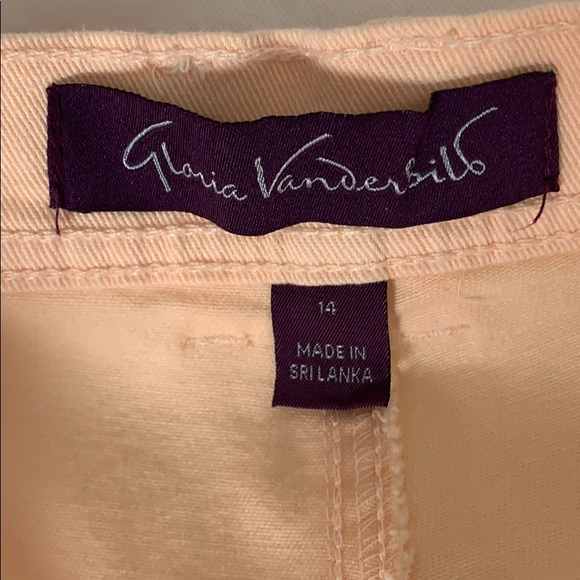 Gloria Vanderbilt
14
MADE IN
SRI LANKA